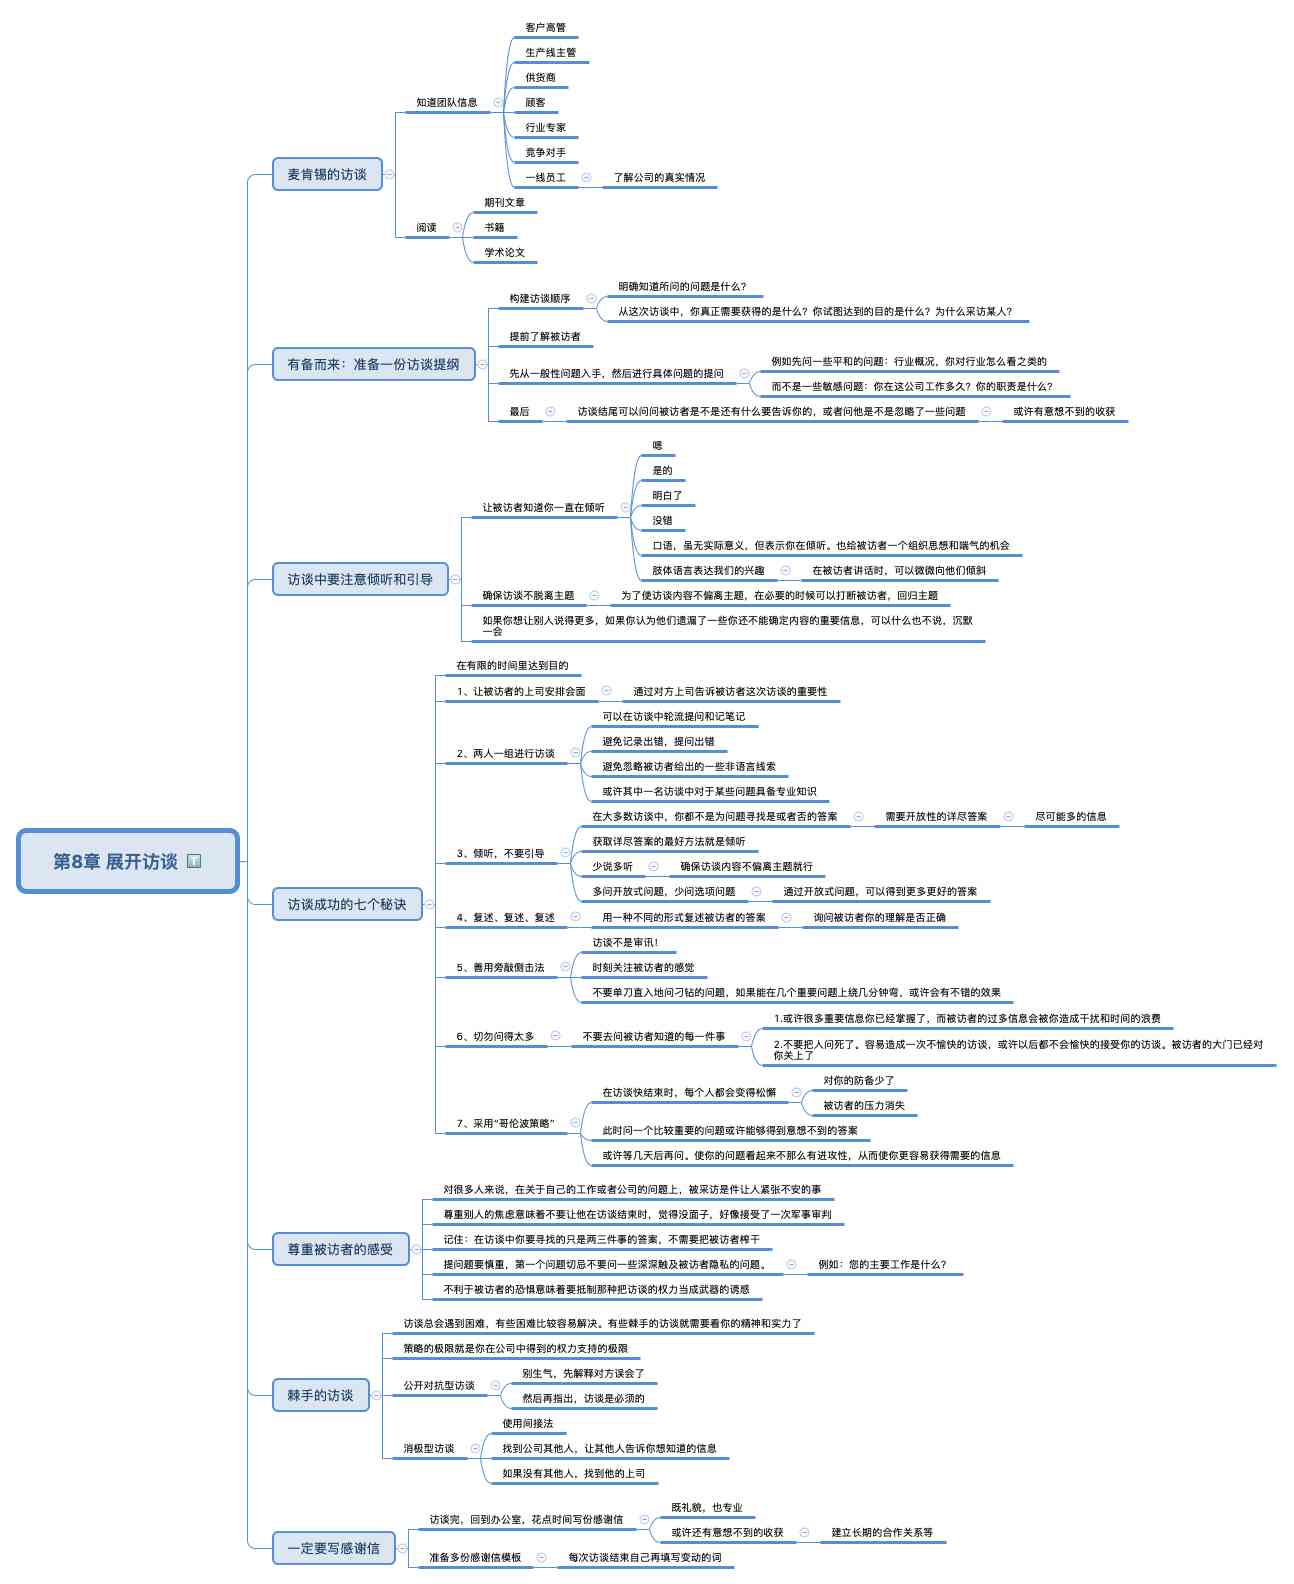 第8章 展开访谈
麦肯锡的访谈
知道团队信息
客户高管
生产线主管
供货商
顾客
行业专家
竞争对手
一线员工
了解公司的真实情况
阅读
期刊文章
书籍
学术论文
有备而来：准备一份访谈提纲
构建访谈顺序
明确知道所问的问题是什么？
从这次访谈中，你真正需要获得的是什么？你试图达到的目的是什么？为什么采访某人？
提前了解被访者
先从一般性问题入手，然后进行具体问题的提问
例如先问一些平和的问题：行业概况，你对行业怎么看之类的
而不是一些敏感问题：你在这公司工作多久？你的职责是什么？
最后
访谈结尾可以问问被访者是不是还有什么要告诉你的，或者问他是不是忽略了一些问题
或许有意想不到的收获
访谈中要注意倾听和引导
让被访者知道你一直在倾听
嗯
是的
明白了
没错
口语，虽无实际意义，但表示你在倾听。也给被访者一个组织思想和喘气的机会
肢体语言表达我们的兴趣
在被访者讲话时，可以微微向他们倾斜
确保访谈不脱离主题
为了使访谈内容不偏离主题，在必要的时候可以打断被访者，回归主题
如果你想让别人说得更多，如果你认为他们遗漏了一些你还不能确定内容的重要信息，可以什么也不说，沉默
一会
访谈成功的七个秘诀
在有限的时间里达到目的
1、让被访者的上司安排会面
通过对方上司告诉被访者这次访谈的重要性
2、两人一组进行访谈
可以在访谈中轮流提问和记笔记
避免记录出错，提问出错
避免忽略被访者给出的一些非语言线索
或许其中一名访谈中对于某些问题具备专业知识
3、倾听，不要引导
在大多数访谈中，你都不是为问题寻找是或者否的答案
需要开放性的详尽答案
尽可能多的信息
获取详尽答案的最好方法就是倾听
少说多听
确保访谈内容不偏离主题就行
多问开放式问题，少问选项问题
通过开放式问题，可以得到更多更好的答案
4、复述、复述、复述
用一种不同的形式复述被访者的答案
询问被访者你的理解是否正确
5、善用旁敲侧击法
访谈不是审讯！
时刻关注被访者的感觉
不要单刀直入地问刁钻的问题，如果能在几个重要问题上绕几分钟弯，或许会有不错的效果
6、切勿问得太多
不要去问被访者知道的每一件事
1.或许很多重要信息你已经掌握了，而被访者的过多信息会被你造成干扰和时间的浪费
2.不要把人问死了。容易造成一次不愉快的访谈，或许以后都不会愉快的接受你的访谈。被访者的大门已经对
你关上了
7、采用“哥伦波策略”
在访谈快结束时，每个人都会变得松懈
对你的防备少了
被访者的压力消失
此时问一个比较重要的问题或许能够得到意想不到的答案
或许等几天后再问。使你的问题看起来不那么有进攻性，从而使你更容易获得需要的信息
尊重被访者的感受
对很多人来说，在关于自己的工作或者公司的问题上，被采访是件让人紧张不安的事
尊重别人的焦虑意味着不要让他在访谈结束时，觉得没面子，好像接受了一次军事审判
记住：在访谈中你要寻找的只是两三件事的答案，不需要把被访者榨干
提问题要慎重，第一个问题切忌不要问一些深深触及被访者隐私的问题。
例如：您的主要工作是什么？
不利于被访者的恐惧意味着要抵制那种把访谈的权力当成武器的诱惑
棘手的访谈
访谈总会遇到困难，有些困难比较容易解决。有些棘手的访谈就需要看你的精神和实力了
策略的极限就是你在公司中得到的权力支持的极限
公开对抗型访谈
别生气，先解释对方误会了
然后再指出，访谈是必须的
消极型访谈
使用间接法
找到公司其他人，让其他人告诉你想知道的信息
如果没有其他人，找到他的上司
一定要写感谢信
访谈完，回到办公室，花点时间写份感谢信
既礼貌，也专业
或许还有意想不到的收获
建立长期的合作关系等
准备多份感谢信模板
每次访谈结束自己再填写变动的词